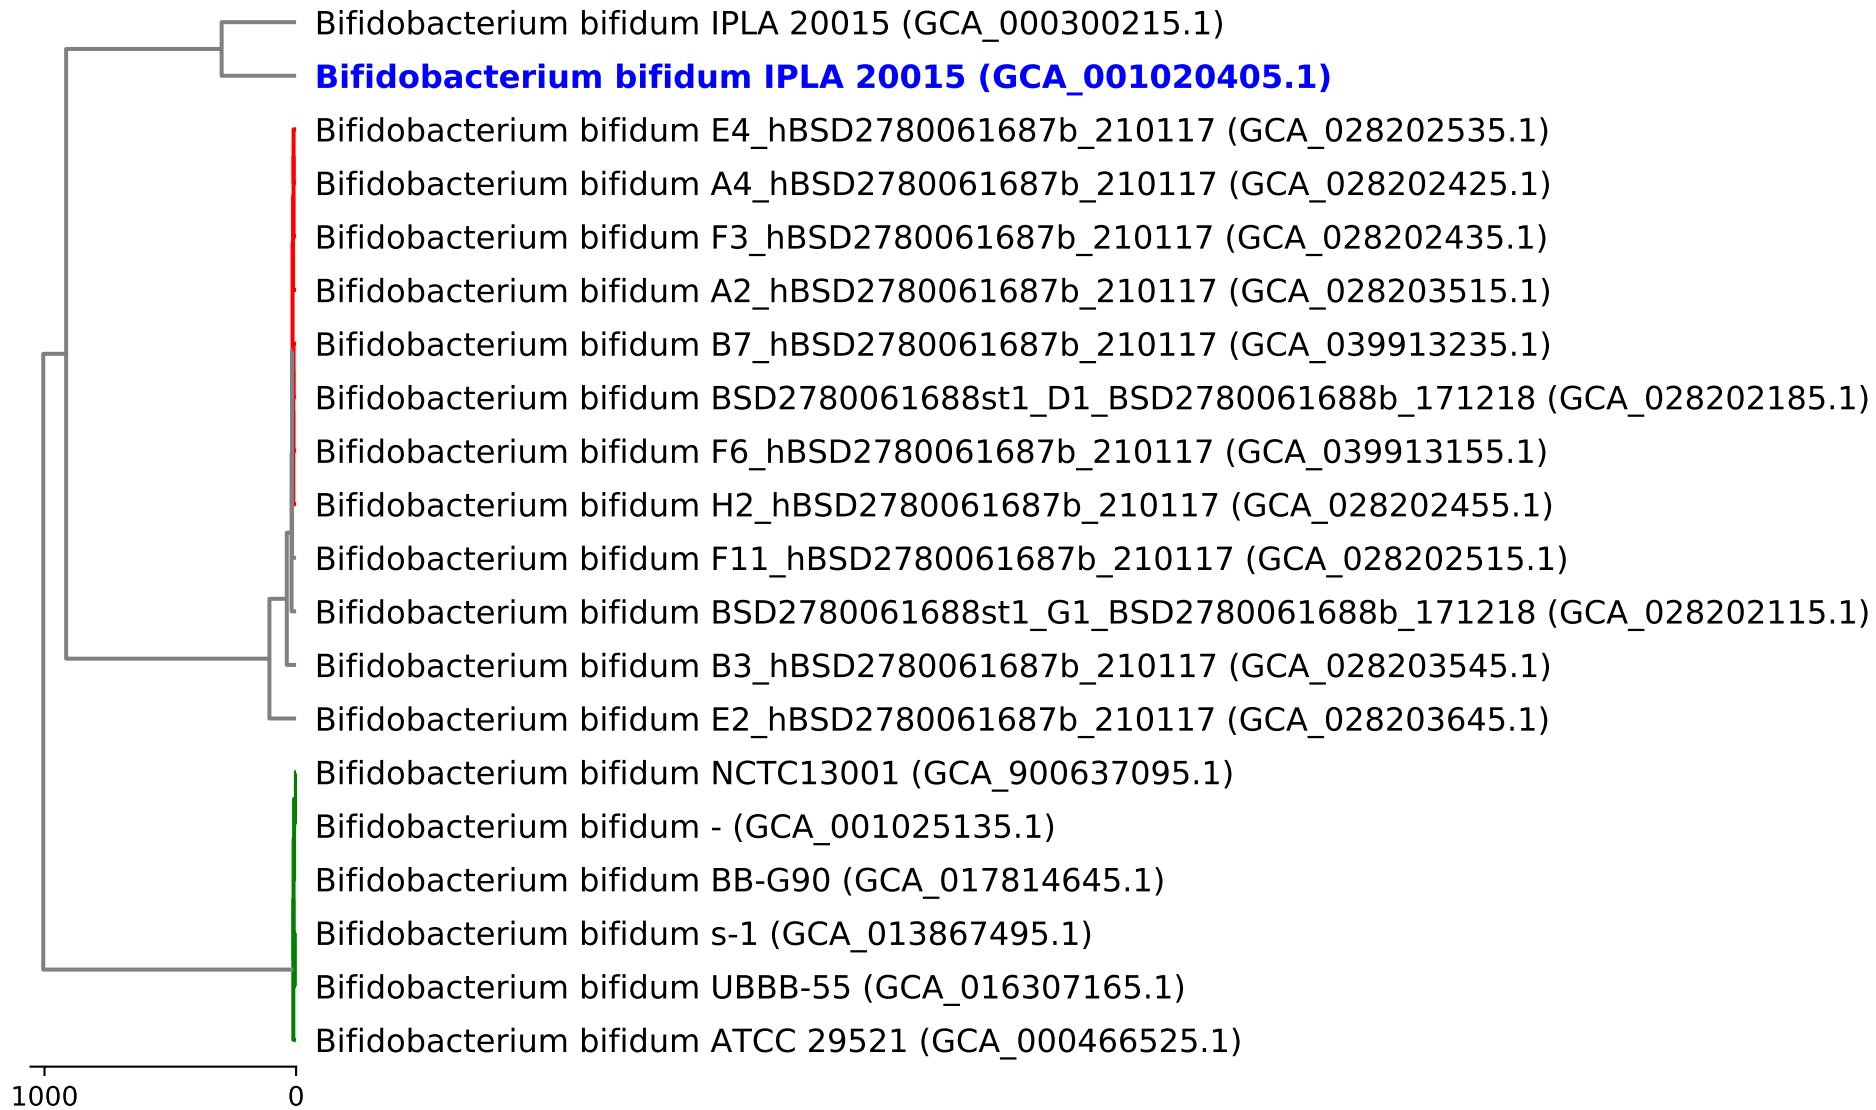 Bifidobacterium bifidum IPLA 20015 (GCA_000300215.1)
Bifidobacterium bifidum IPLA 20015 (GCA_001020405.1)
Bifidobacterium bifidum E4_hBSD2780061687b_210117 (GCA_028202535.1)
Bifidobacterium bifidum A4_hBSD2780061687b_210117 (GCA_028202425.1)
Bifidobacterium bifidum F3_hBSD2780061687b_210117 (GCA_028202435.1)
Bifidobacterium bifidum A2_hBSD2780061687b_210117 (GCA_028203515.1)
Bifidobacterium bifidum B7_hBSD2780061687b_210117 (GCA_039913235.1)
Bifidobacterium bifidum BSD2780061688st1_D1_BSD2780061688b_171218 (GCA_028202185.1)
Bifidobacterium bifidum F6_hBSD2780061687b_210117 (GCA_039913155.1)
Bifidobacterium bifidum H2_hBSD2780061687b_210117 (GCA_028202455.1)
Bifidobacterium bifidum F11_hBSD2780061687b_210117 (GCA_028202515.1)
Bifidobacterium bifidum BSD2780061688st1_G1_BSD2780061688b_171218 (GCA_028202115.1)
Bifidobacterium bifidum B3_hBSD2780061687b_210117 (GCA_028203545.1)
Bifidobacterium bifidum E2_hBSD2780061687b_210117 (GCA_028203645.1)
Bifidobacterium bifidum NCTC13001 (GCA_900637095.1)
Bifidobacterium bifidum - (GCA_001025135.1)
Bifidobacterium bifidum BB-G90 (GCA_017814645.1)
Bifidobacterium bifidum s-1 (GCA_013867495.1)
Bifidobacterium bifidum UBBB-55 (GCA_016307165.1)
Bifidobacterium bifidum ATCC 29521 (GCA_000466525.1)
1000 0